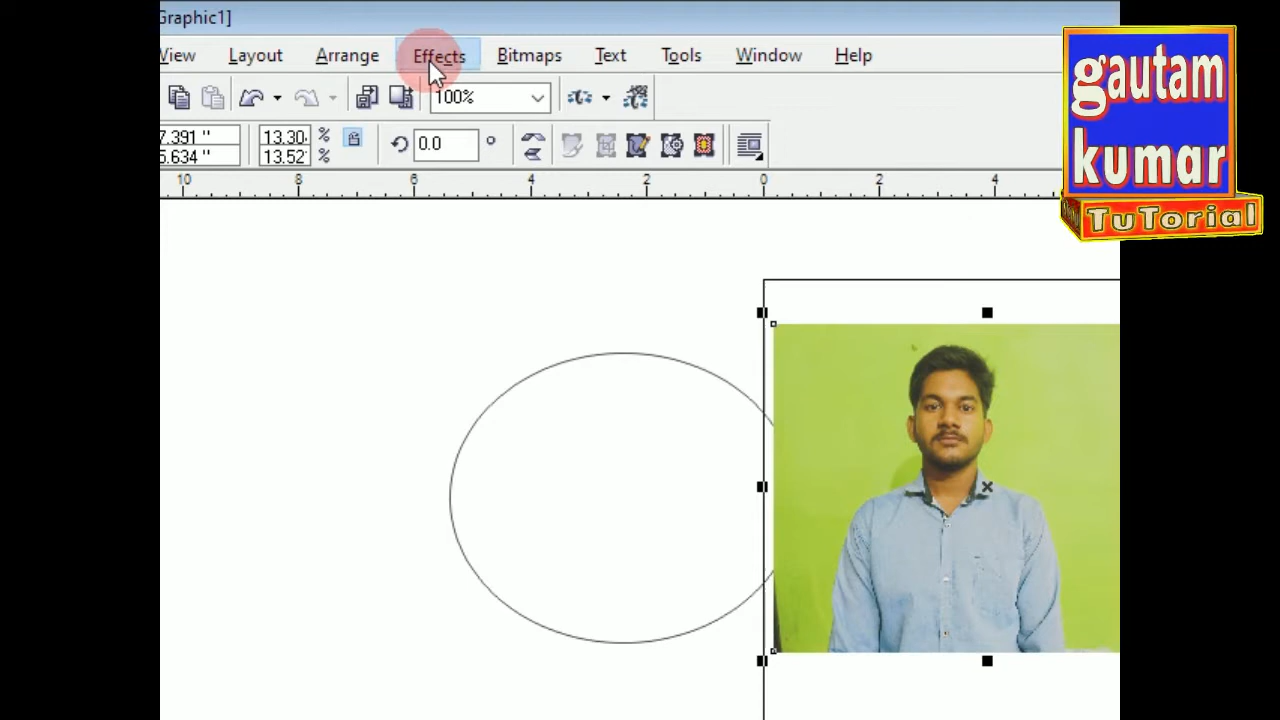 Graphic1]
View Layout Arrange Effects Bitmaps Text Tools Window Help
100%
7.391 " 13.30 %
5.634 " 13.52 %
0.0 °
10 8 6 4 2 0 2 4
gautam
kumar
TuTorial